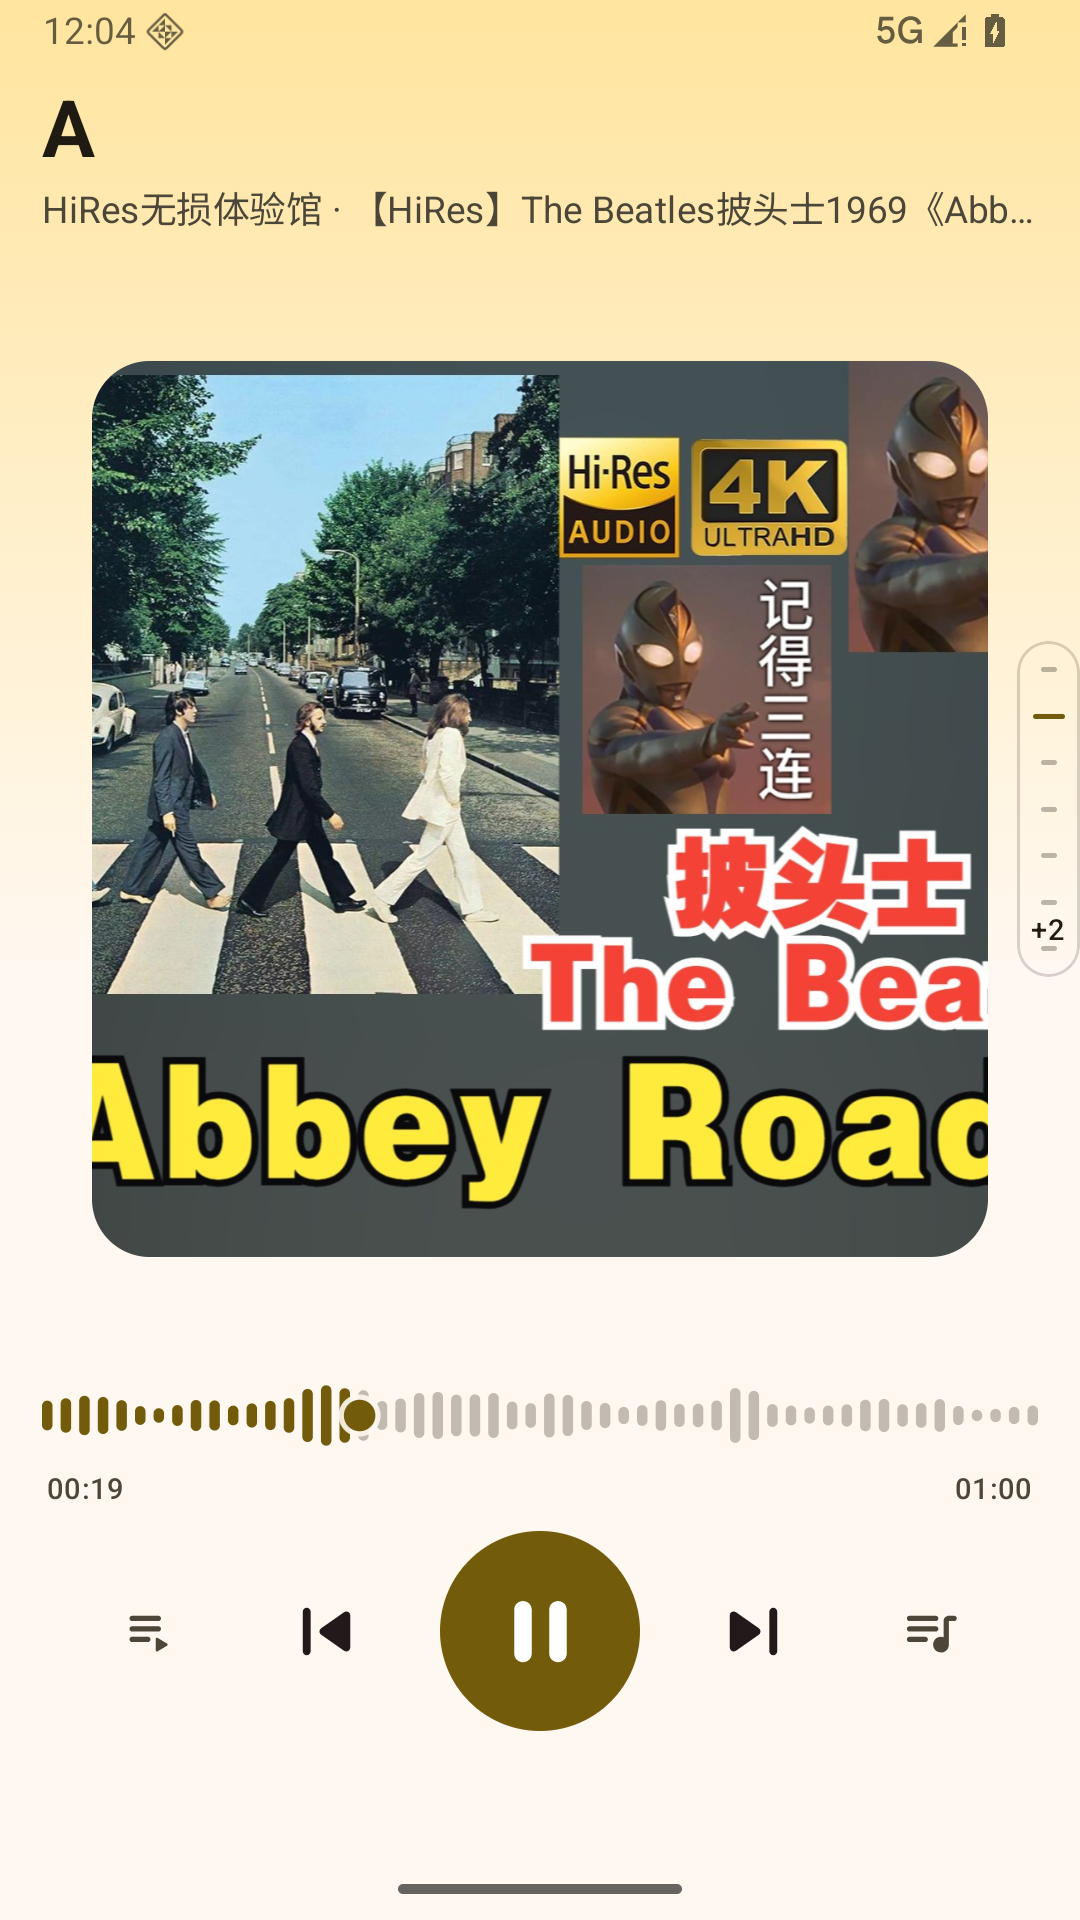 12:04
5G
A
HiRes无损体验馆 · 【HiRes】The Beatles披头士1969《Abb...
Hi-Res
AUDIO
4K
ULTRAHD
记得三连
披头士
The Bea
Abbey Road
+2
00:19
01:00